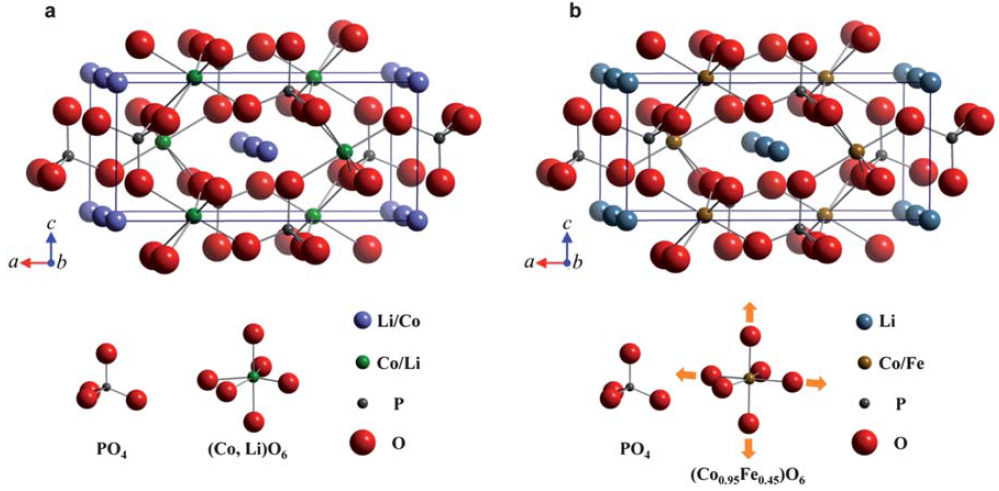 a
b
c
a
b
c
a
b
Li/Co
Co/Li
P
O
PO4
(Co, Li)O6
Li
Co/Fe
P
O
PO4
(Co0.95Fe0.45)O6